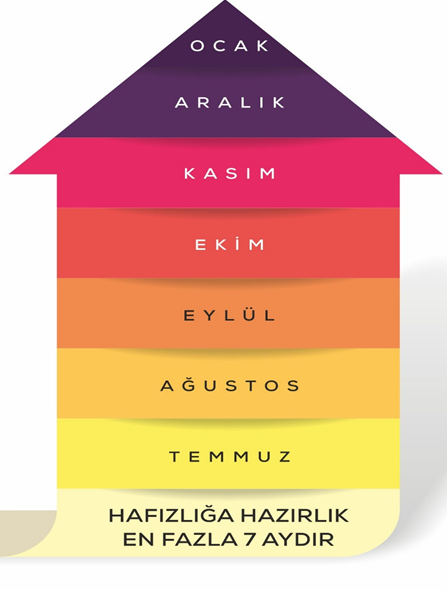 OCAK
ARALIK
KASIM
EKİM
EYLÜL
AĞUSTOS
TEMMUZ
HAFIZLIĞA HAZIRLIK
EN FAZLA 7 AYDIR